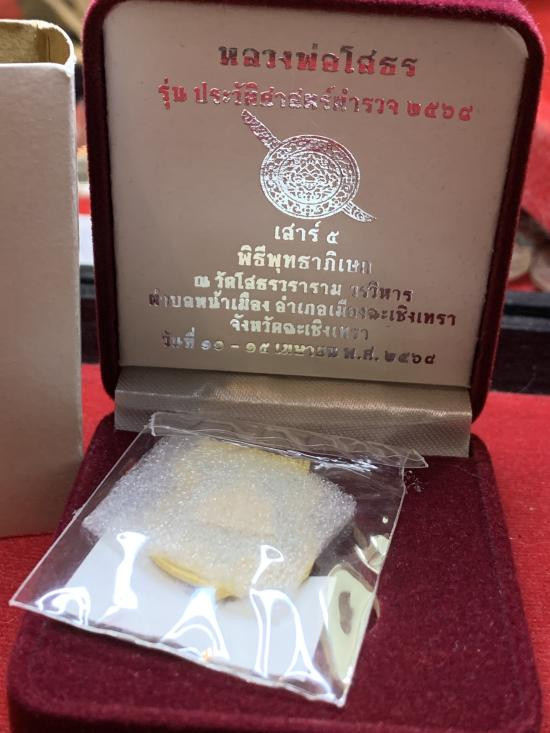 หลวงพ่อโสธร
รุ่น ประวัติศาสตร์ตำรวจ ๒๕๖๘
เสาร์ ๕
พิธีพุทธาภิเษก
ณ วัดโสธรวราราม วรวิหาร
ตำบลหน้าเมือง อำเภอเมืองฉะเชิงเทรา
จังหวัดฉะเชิงเทรา
วันที่ ๑๑ - ๑๕ เมษายน พ.ศ. ๒๕๖๘